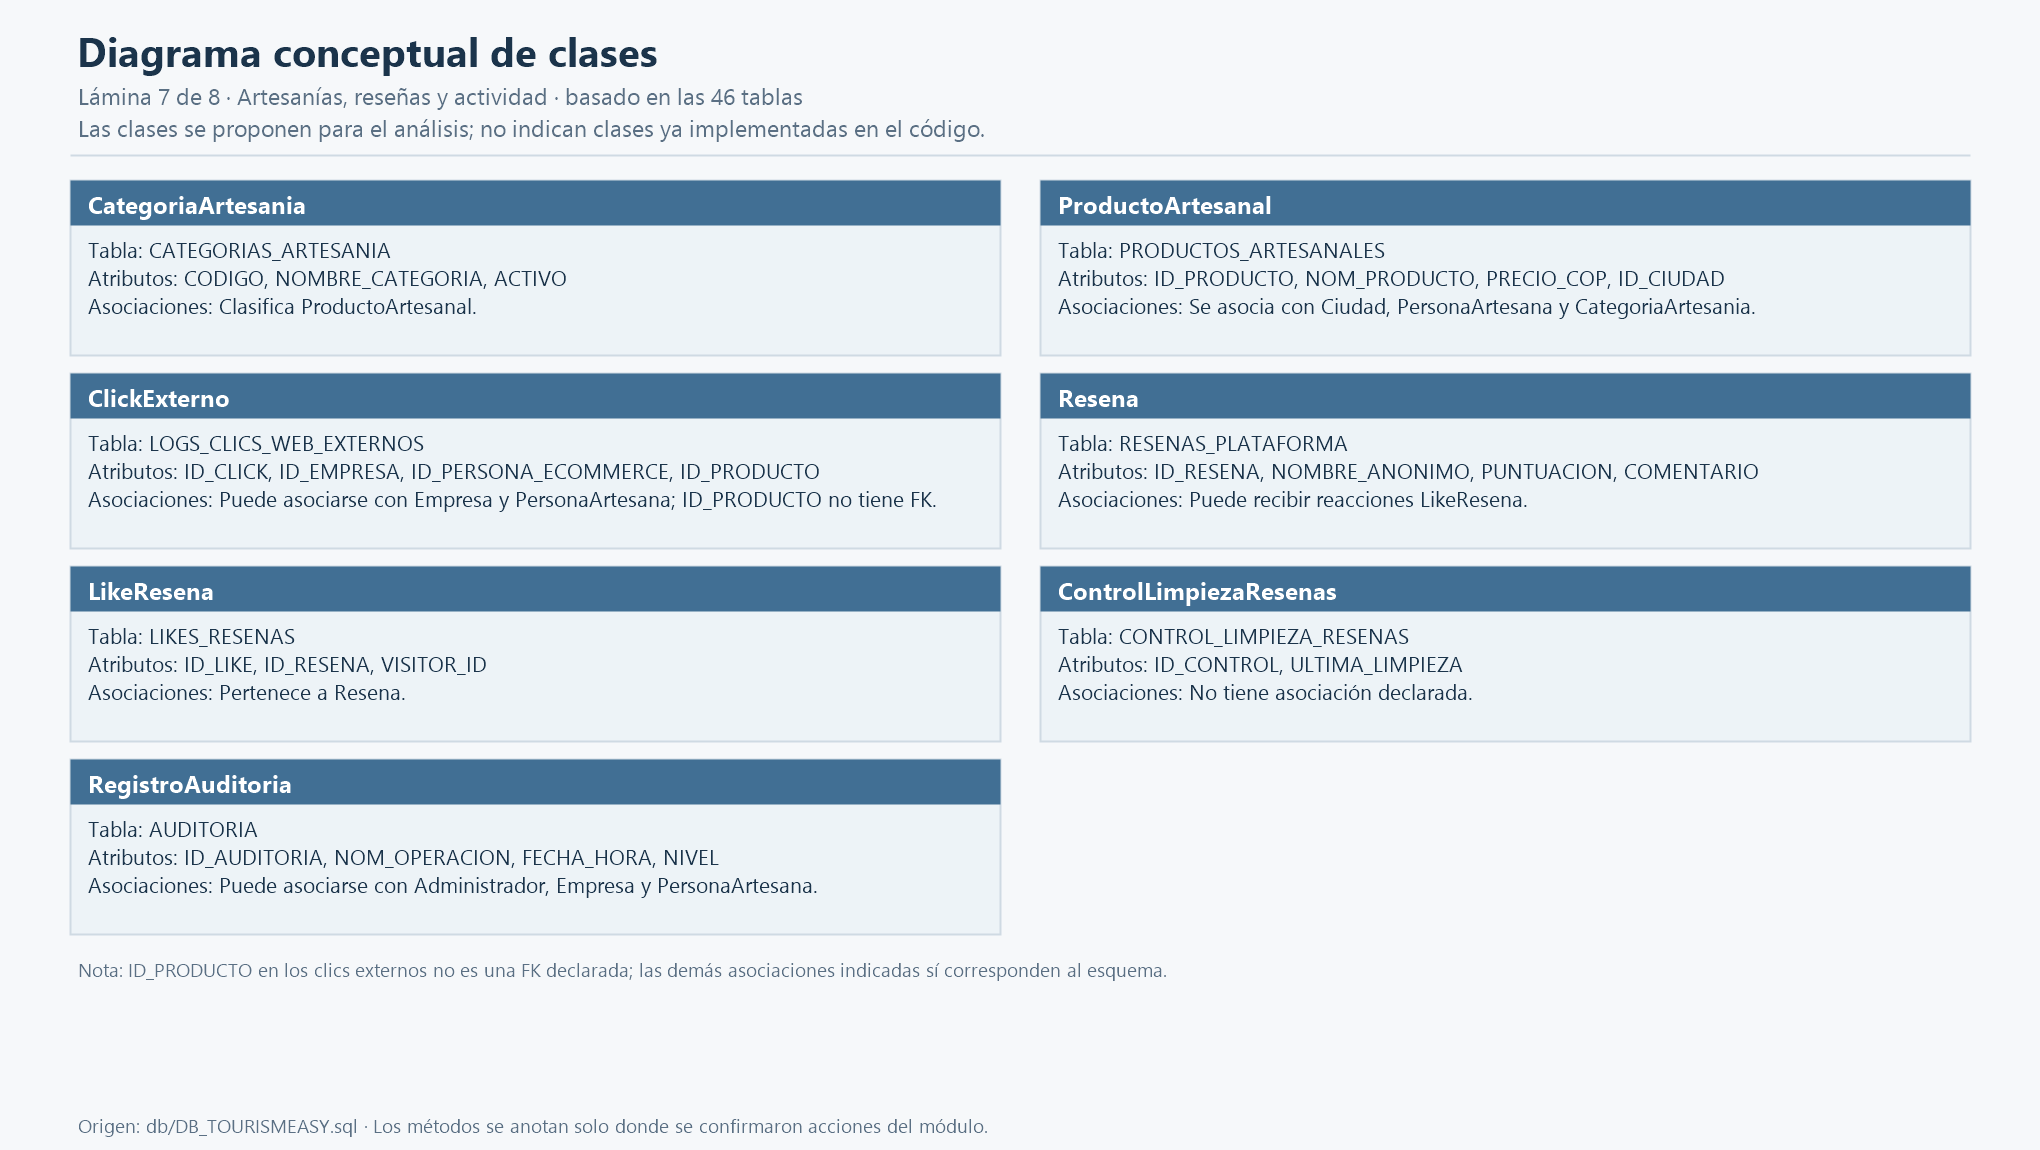 Diagrama conceptual de clases
Lámina 7 de 8 · Artesanías, reseñas y actividad · basado en las 46 tablas
Las clases se proponen para el análisis; no indican clases ya implementadas en el código.
CategoriaArtesania
Tabla: CATEGORIAS_ARTESANIA
Atributos: CODIGO, NOMBRE_CATEGORIA, ACTIVO
Asociaciones: Clasifica ProductoArtesanal.
ProductoArtesanal
Tabla: PRODUCTOS_ARTESANALES
Atributos: ID_PRODUCTO, NOM_PRODUCTO, PRECIO_COP, ID_CIUDAD
Asociaciones: Se asocia con Ciudad, PersonaArtesana y CategoriaArtesania.
ClickExterno
Tabla: LOGS_CLICS_WEB_EXTERNOS
Atributos: ID_CLICK, ID_EMPRESA, ID_PERSONA_ECOMMERCE, ID_PRODUCTO
Asociaciones: Puede asociarse con Empresa y PersonaArtesana; ID_PRODUCTO no tiene FK.
Resena
Tabla: RESENAS_PLATAFORMA
Atributos: ID_RESENA, NOMBRE_ANONIMO, PUNTUACION, COMENTARIO
Asociaciones: Puede recibir reacciones LikeResena.
LikeResena
Tabla: LIKES_RESENAS
Atributos: ID_LIKE, ID_RESENA, VISITOR_ID
Asociaciones: Pertenece a Resena.
ControlLimpiezaResenas
Tabla: CONTROL_LIMPIEZA_RESENAS
Atributos: ID_CONTROL, ULTIMA_LIMPIEZA
Asociaciones: No tiene asociación declarada.
RegistroAuditoria
Tabla: AUDITORIA
Atributos: ID_AUDITORIA, NOM_OPERACION, FECHA_HORA, NIVEL
Asociaciones: Puede asociarse con Administrador, Empresa y PersonaArtesana.
Nota: ID_PRODUCTO en los clics externos no es una FK declarada; las demás asociaciones indicadas sí corresponden al esquema.
Origen: db/DB_TOURISMEASY.sql · Los métodos se anotan solo donde se confirmaron acciones del módulo.